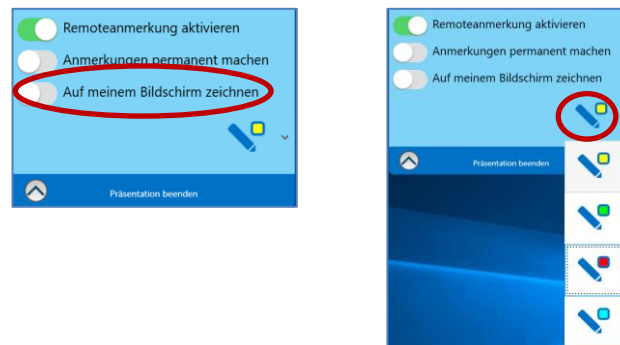 Remoteanmerkung aktivieren
Anmerkungen permanent machen
Auf meinem Bildschirm zeichnen
Präsentation beenden
Remoteanmerkung aktivieren
Anmerkungen permanent machen
Auf meinem Bildschirm zeichnen
Präsentation beenden